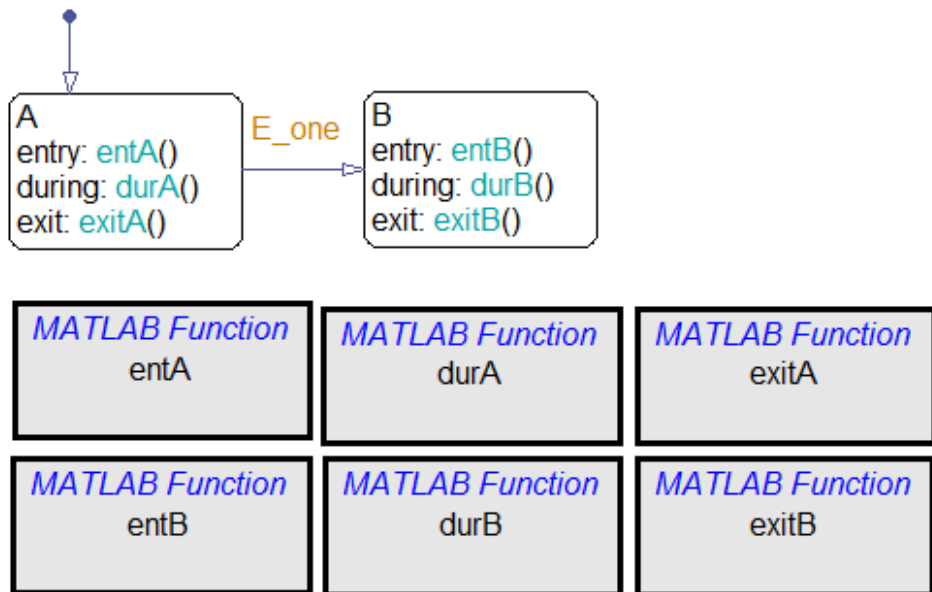 A
entry: entA()
during: durA()
exit: exitA()
E_one
B
entry: entB()
during: durB()
exit: exitB()
MATLAB Function
entA
MATLAB Function
durA
MATLAB Function
exitA
MATLAB Function
entB
MATLAB Function
durB
MATLAB Function
exitB